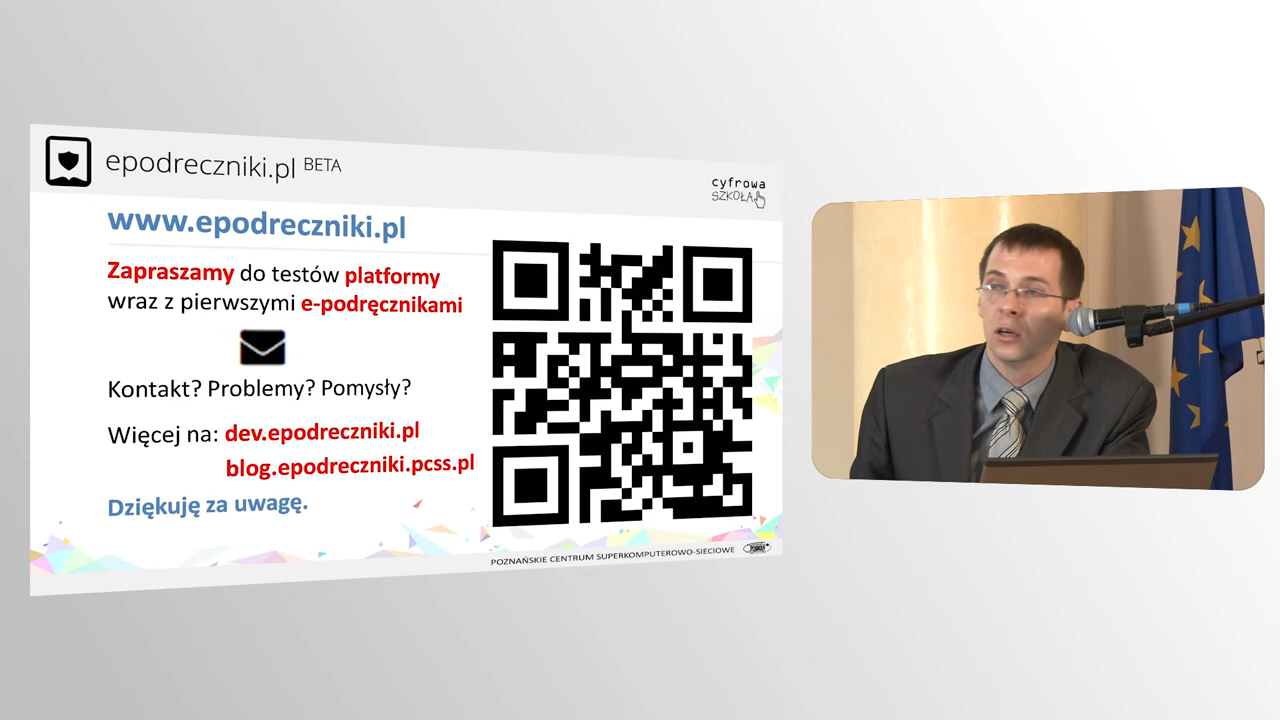 epodreczniki.pl BETA
cyfrowa
SZKOŁA
www.epodreczniki.pl
Zapraszamy do testów platformy
wraz z pierwszymi e-podręcznikami
Kontakt? Problemy? Pomysły?
Więcej na: dev.epodreczniki.pl
blog.epodreczniki.pcss.pl
Dziękuję za uwagę.
POZNAŃSKIE CENTRUM SUPERKOMPUTEROWO-SIECIOWE